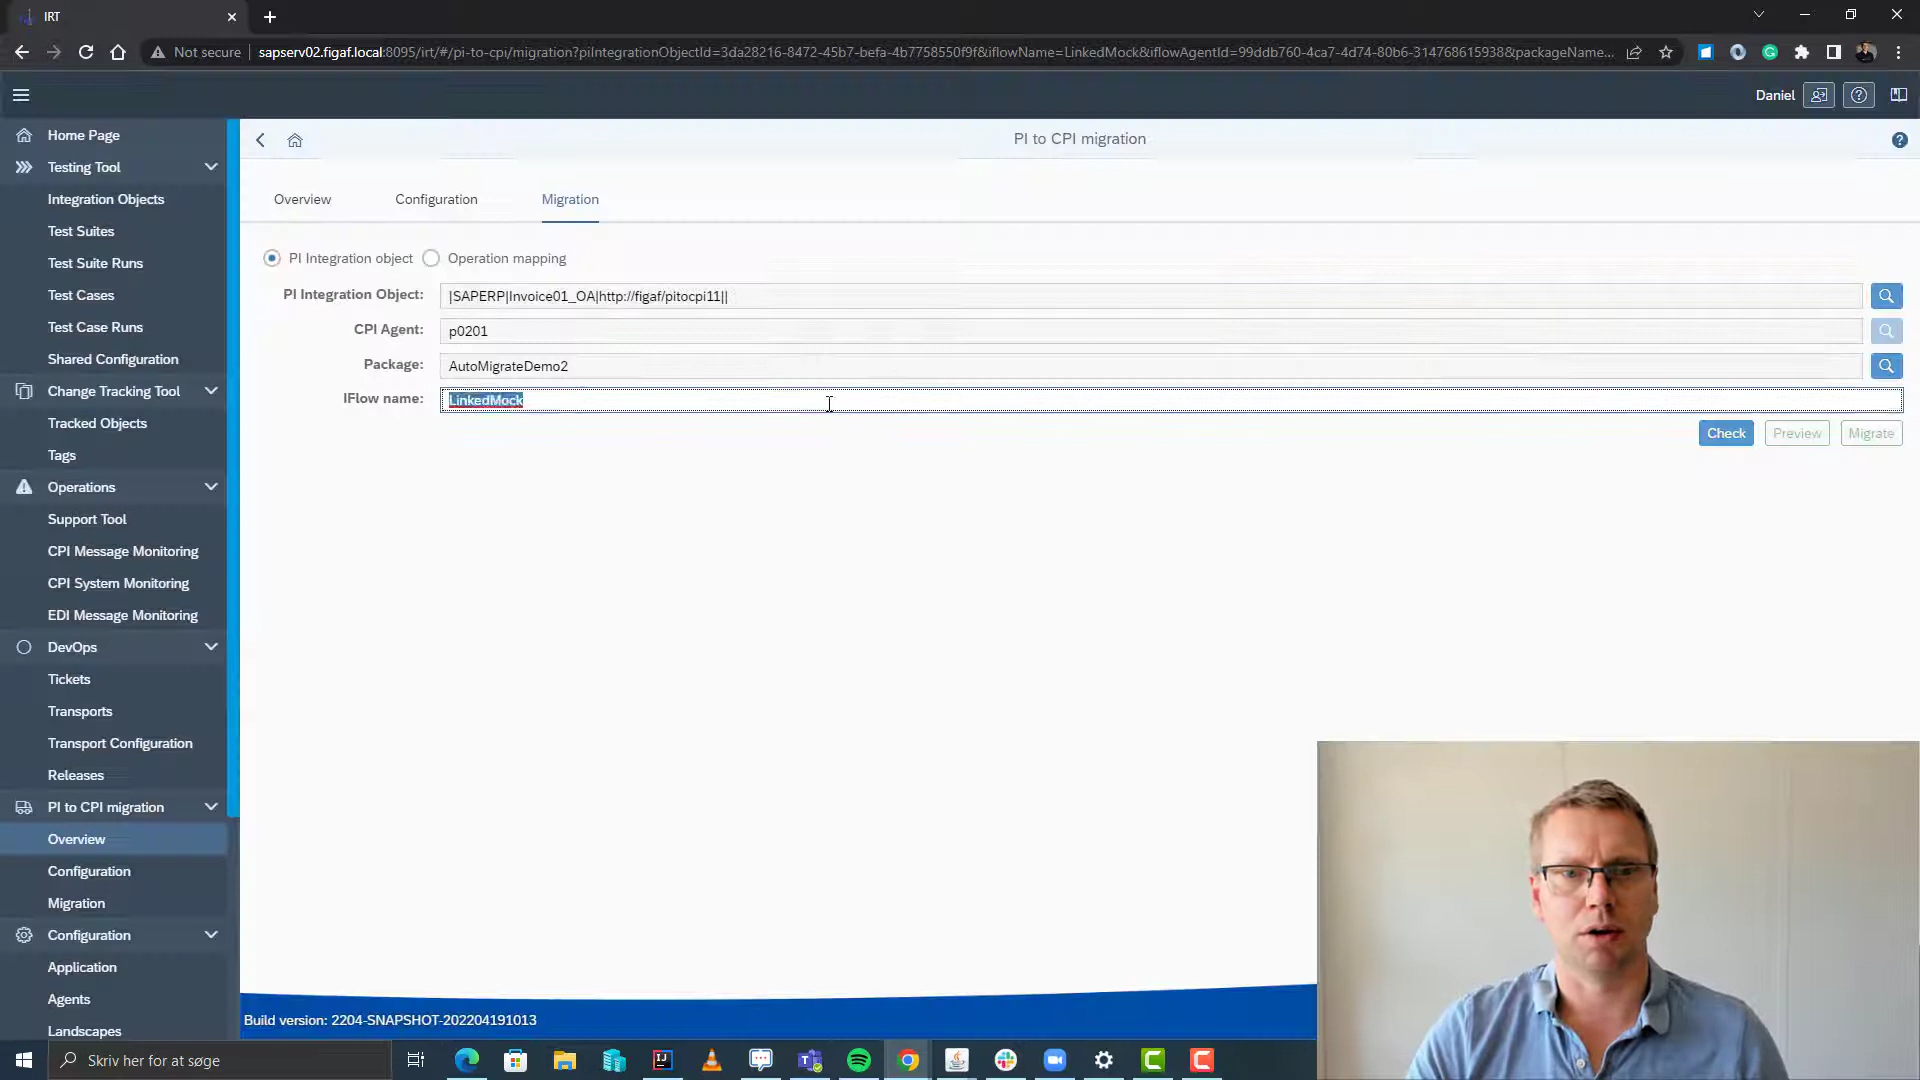 IRT
Not secure
sapserv02.figaf.local:8095/irt/#/pi-to-cpi/migration?piIntegrationObjectId=3da28216-8472-45b7-befa-4b7758550f9f&iflowName=LinkedMock&iflowAgentId=99ddb760-4ca7-4d74-80b6-314768615938&packageName...
Daniel
Home Page
PI to CPI migration
Testing Tool
Integration Objects
Overview
Configuration
Migration
Test Suites
Test Suite Runs
PI Integration object
Operation mapping
Test Cases
PI Integration Object:
|SAPERP|Invoice01_OA|http://figaf/pitocpi11||
Test Case Runs
CPI Agent:
p0201
Shared Configuration
Package:
AutoMigrateDemo2
Change Tracking Tool
IFlow name:
LinkedMock
Tracked Objects
Check
Preview
Migrate
Tags
Operations
Support Tool
CPI Message Monitoring
CPI System Monitoring
EDI Message Monitoring
DevOps
Tickets
Transports
Transport Configuration
Releases
PI to CPI migration
Overview
Configuration
Migration
Configuration
Application
Agents
Landscapes
Build version: 2204-SNAPSHOT-202204191013
Skriv her for at søge